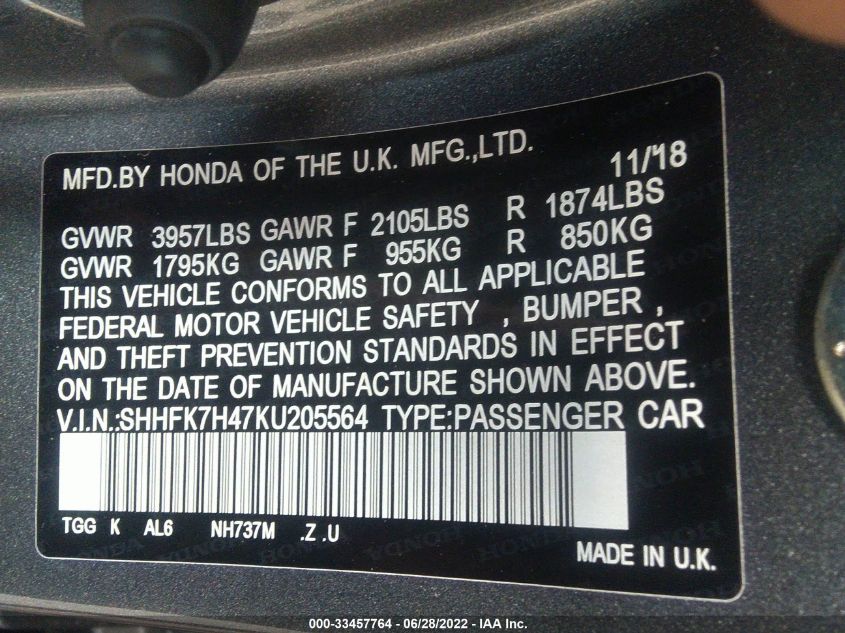 MFD.BY HONDA OF THE U.K. MFG.,LTD. 11/'18
GVWR 3957LBS GAWR F 2105LBS R 1874LBS
GVWR 1795KG GAWR F 955KG R 850KG
THIS VEHICLE CONFORMS TO ALL APPLICABLE
FEDERAL MOTOR VEHICLE SAFETY , BUMPER ,
AND THEFT PREVENTION STANDARDS IN EFFECT
ON THE DATE OF MANUFACTURE SHOWN ABOVE.
V.I.N.:SHHFK7H47KU205564 TYPE:PASSENGER CAR
TGG K AL6 NH737M .Z .U
MADE IN U.K.
000-33457764 - 06/28/2022 - IAA Inc.